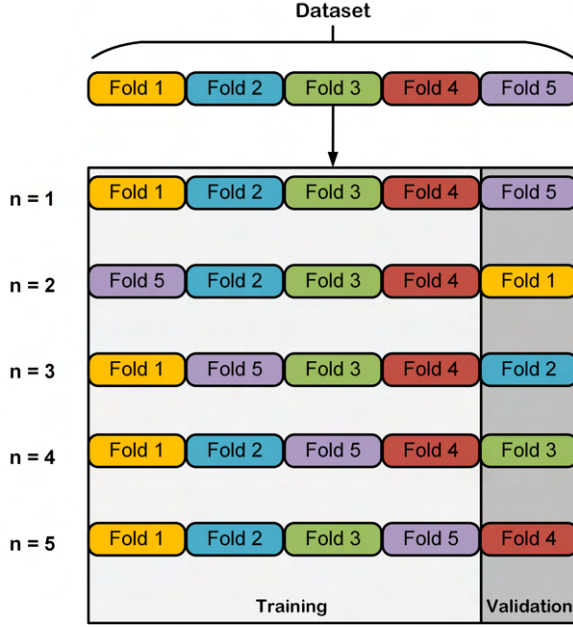 Dataset
Fold 1 Fold 2 Fold 3 Fold 4 Fold 5
n = 1 Fold 1 Fold 2 Fold 3 Fold 4 Fold 5
n = 2 Fold 5 Fold 2 Fold 3 Fold 4 Fold 1
n = 3 Fold 1 Fold 5 Fold 3 Fold 4 Fold 2
n = 4 Fold 1 Fold 2 Fold 5 Fold 4 Fold 3
n = 5 Fold 1 Fold 2 Fold 3 Fold 5 Fold 4
Training Validation